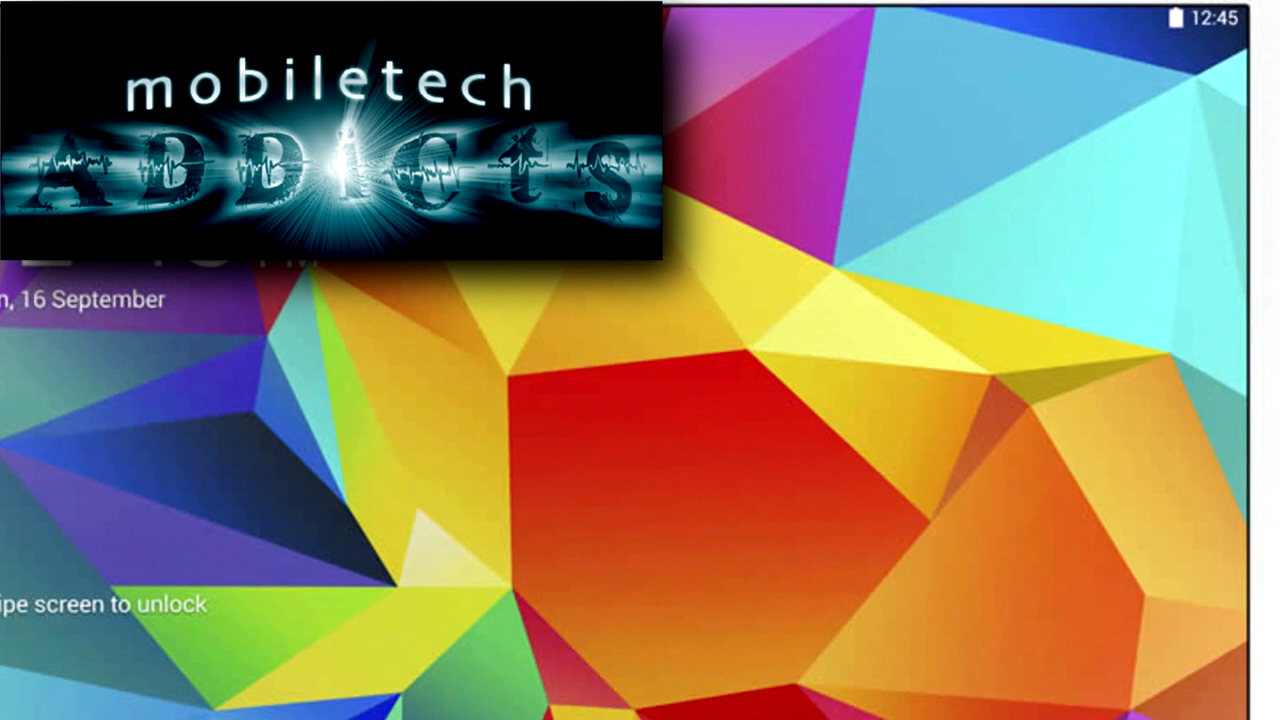 mobiletech
ADDiCts
12:45
n, 16 September
ipe screen to unlock